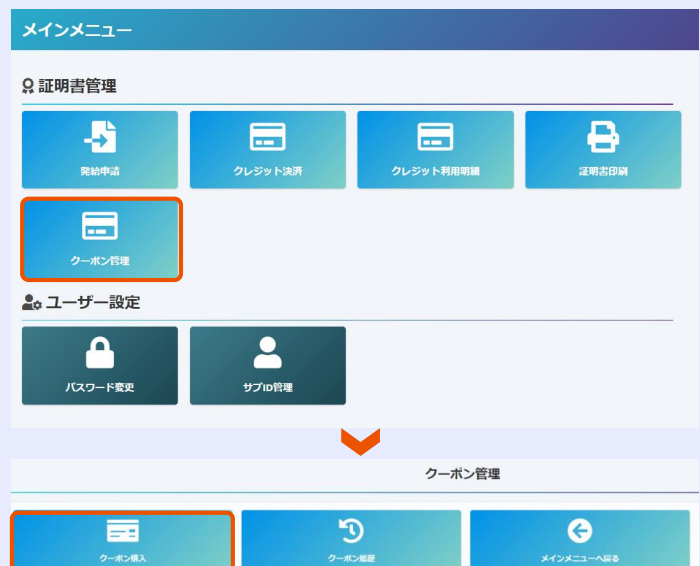 メインメニュー
証明書管理
発給申請
クレジット決済
クレジット利用明細
証明書印刷
クーポン管理
ユーザー設定
パスワード変更
サブID管理
クーポン管理
クーポン購入
クーポン履歴
メインメニューへ戻る